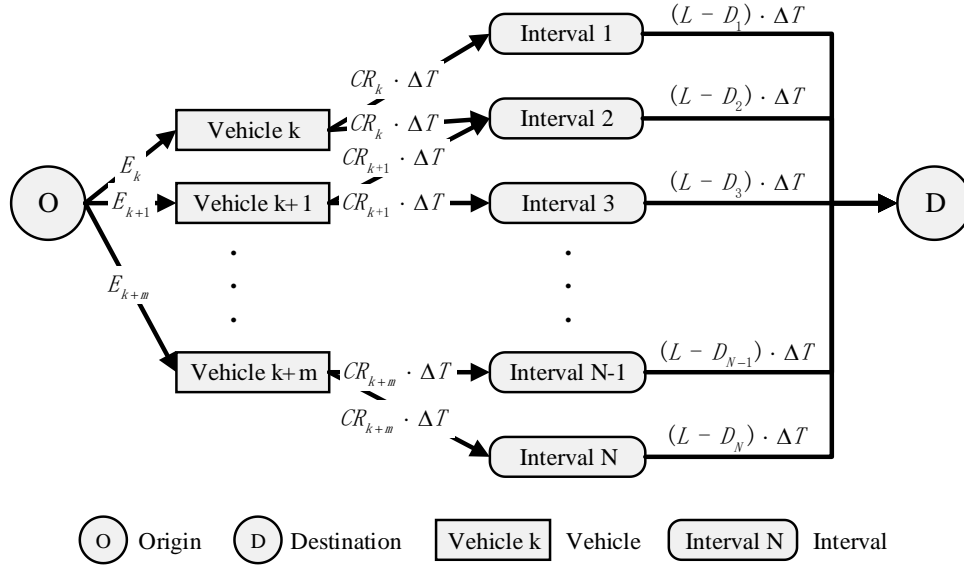 Interval 1
(L − D₁) · ΔT
CRₖ · ΔT
Vehicle k
CRₖ · ΔT
Interval 2
(L − D₂) · ΔT
Eₖ
CRₖ₊₁ · ΔT
O
Eₖ₊₁
Vehicle k+1
CRₖ₊₁ · ΔT
Interval 3
(L − D₃) · ΔT
D
Eₖ₊ₘ
Vehicle k+m
CRₖ₊ₘ · ΔT
Interval N-1
(L − D_{N−1}) · ΔT
CRₖ₊ₘ · ΔT
Interval N
(L − D_N) · ΔT
O Origin D Destination Vehicle k Vehicle Interval N Interval